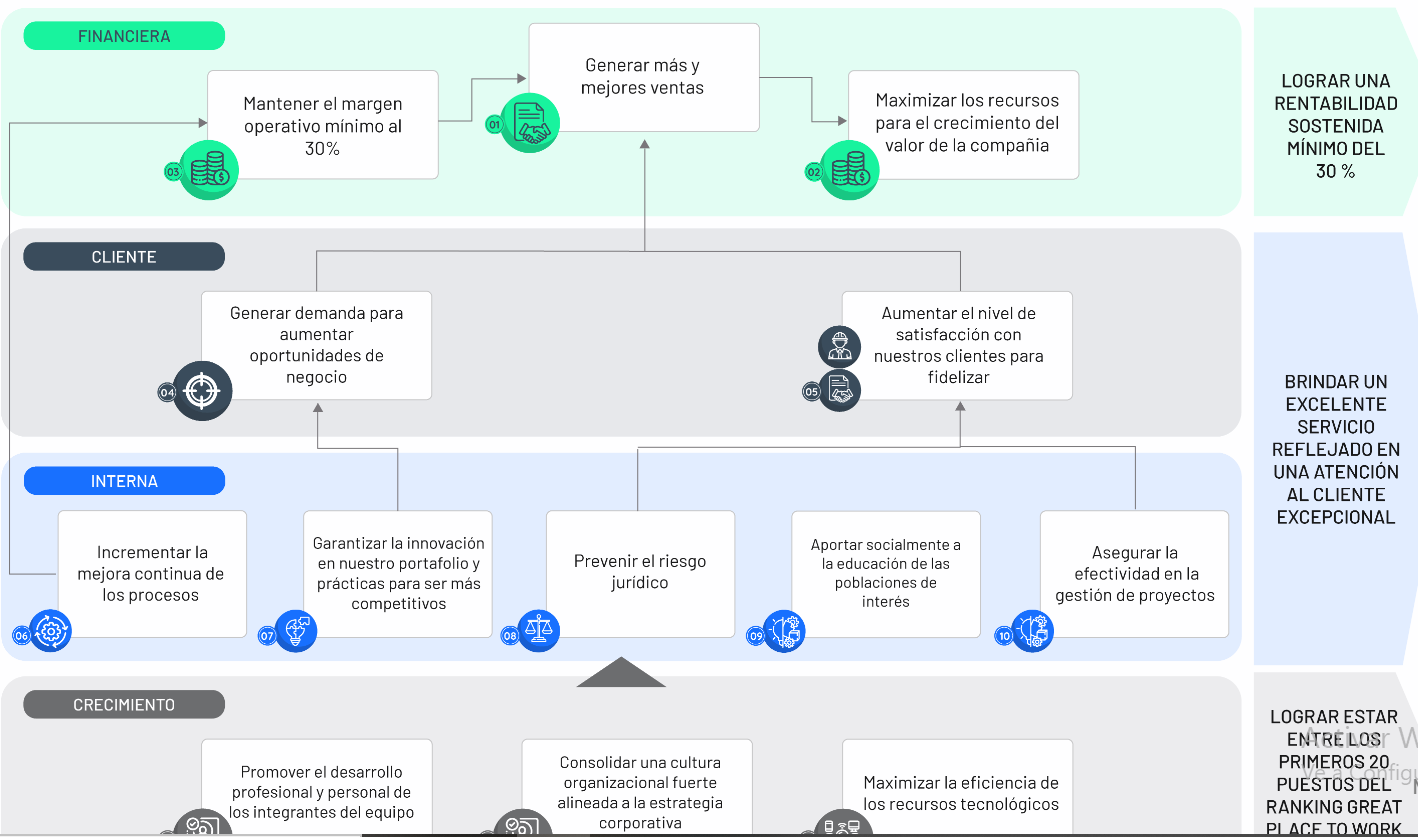 FINANCIERA
Generar más y
mejores ventas
01
Mantener el margen
operativo mínimo al
30%
03
Maximizar los recursos
para el crecimiento del
valor de la compañia
02
LOGRAR UNA
RENTABILIDAD
SOSTENIDA
MÍNIMO DEL
30 %
CLIENTE
Generar demanda para
aumentar
oportunidades de
negocio
04
Aumentar el nivel de
satisfacción con
nuestros clientes para
fidelizar
05
BRINDAR UN
EXCELENTE
SERVICIO
REFLEJADO EN
UNA ATENCIÓN
AL CLIENTE
EXCEPCIONAL
INTERNA
Incrementar la
mejora continua de
los procesos
06
Garantizar la innovación
en nuestro portafolio y
prácticas para ser más
competitivos
07
Prevenir el riesgo
jurídico
08
Aportar socialmente a
la educación de las
poblaciones de
interés
09
Asegurar la
efectividad en la
gestión de proyectos
10
CRECIMIENTO
Promover el desarrollo
profesional y personal de
los integrantes del equipo
Consolidar una cultura
organizacional fuerte
alineada a la estrategia
corporativa
Maximizar la eficiencia de
los recursos tecnológicos
LOGRAR ESTAR
ENTRE LOS
PRIMEROS 20
PUESTOS DEL
RANKING GREAT
PLACE TO WORK
Activar W
Ve a Configu